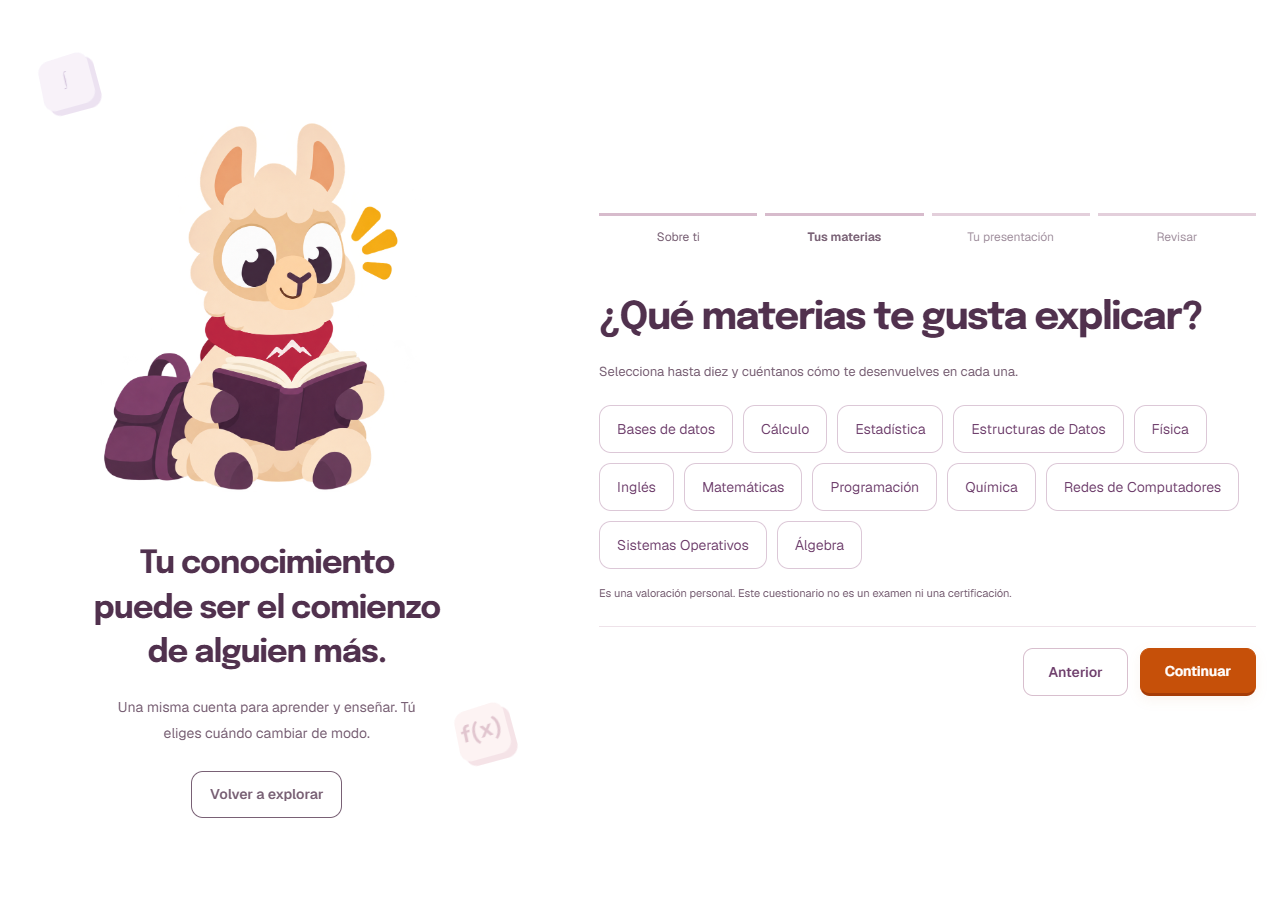 ∫
Tu conocimiento
puede ser el comienzo
de alguien más.
Una misma cuenta para aprender y enseñar. Tú
eliges cuándo cambiar de modo.
f(x)
Volver a explorar
Sobre ti
Tus materias
Tu presentación
Revisar
¿Qué materias te gusta explicar?
Selecciona hasta diez y cuéntanos cómo te desenvuelves en cada una.
Bases de datos
Cálculo
Estadística
Estructuras de Datos
Física
Inglés
Matemáticas
Programación
Química
Redes de Computadores
Sistemas Operativos
Álgebra
Es una valoración personal. Este cuestionario no es un examen ni una certificación.
Anterior
Continuar